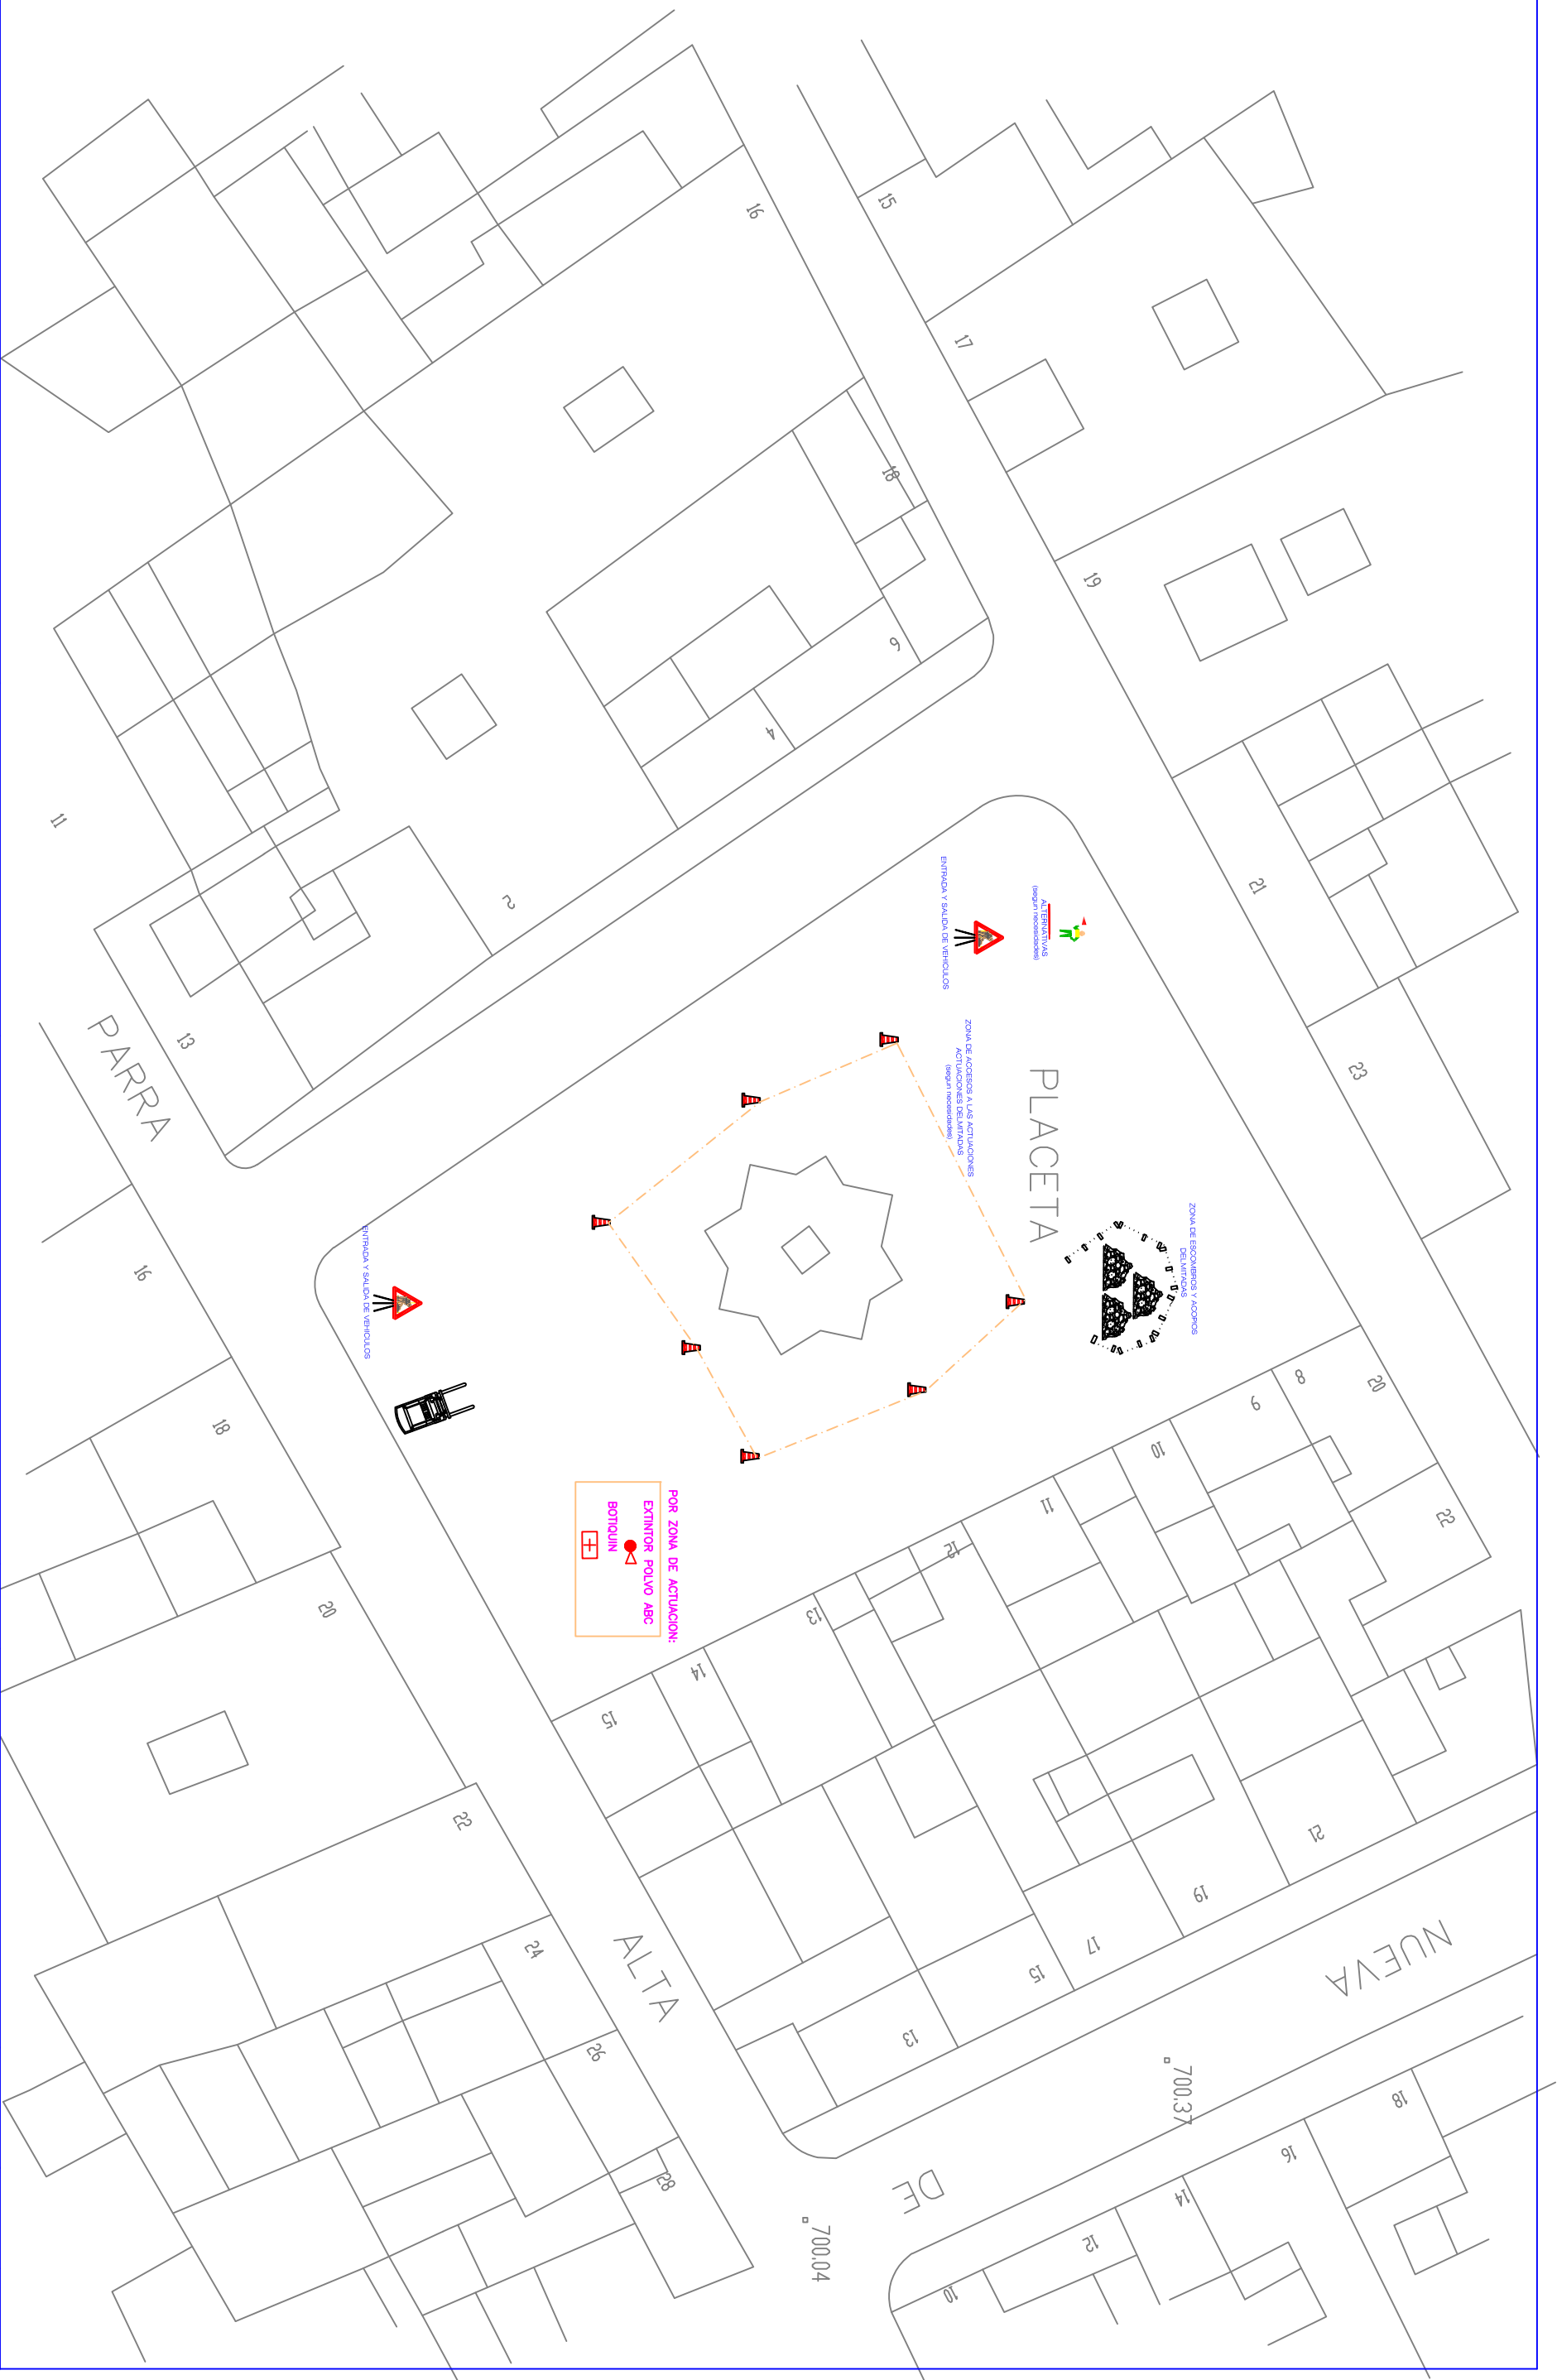 16
15
17
18
19
6
4
2
11
13
PARRA
16
18
20
22
24
26
28
ALTA
21
23
ALTERNATIVAS
(segun necesidades)
ENTRADA Y SALIDA DE VEHICULOS
PLACETA
ZONA DE ACCESOS A LAS ACTUACIONES
ACTUACIONES DELIMITADAS
(segun necesidades)
ZONA DE ESCOMBROS Y ACOPIOS
DELIMITADAS
ENTRADA Y SALIDA DE VEHICULOS
POR ZONA DE ACTUACION:
EXTINTOR POLVO ABC
BOTIQUIN
20
22
8
9
10
11
12
13
14
15
21
19
17
15
13
NUEVA
DE
700.37
700.04
18
16
14
12
10